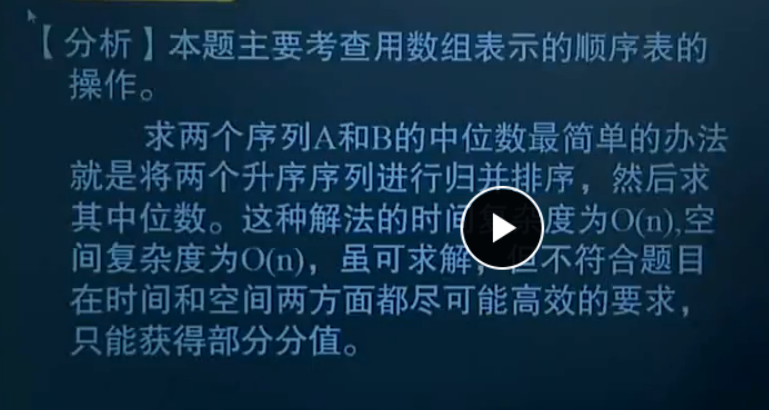 【分析】本题主要考查用数组表示的顺序表的
操作。
求两个序列A和B的中位数最简单的办法
就是将两个升序序列进行归并排序，然后求
其中位数。这种解法的时间复杂度为O(n),空
间复杂度为O(n)，虽可求解，但不符合题目
在时间和空间两方面都尽可能高效的要求，
只能获得部分分值。